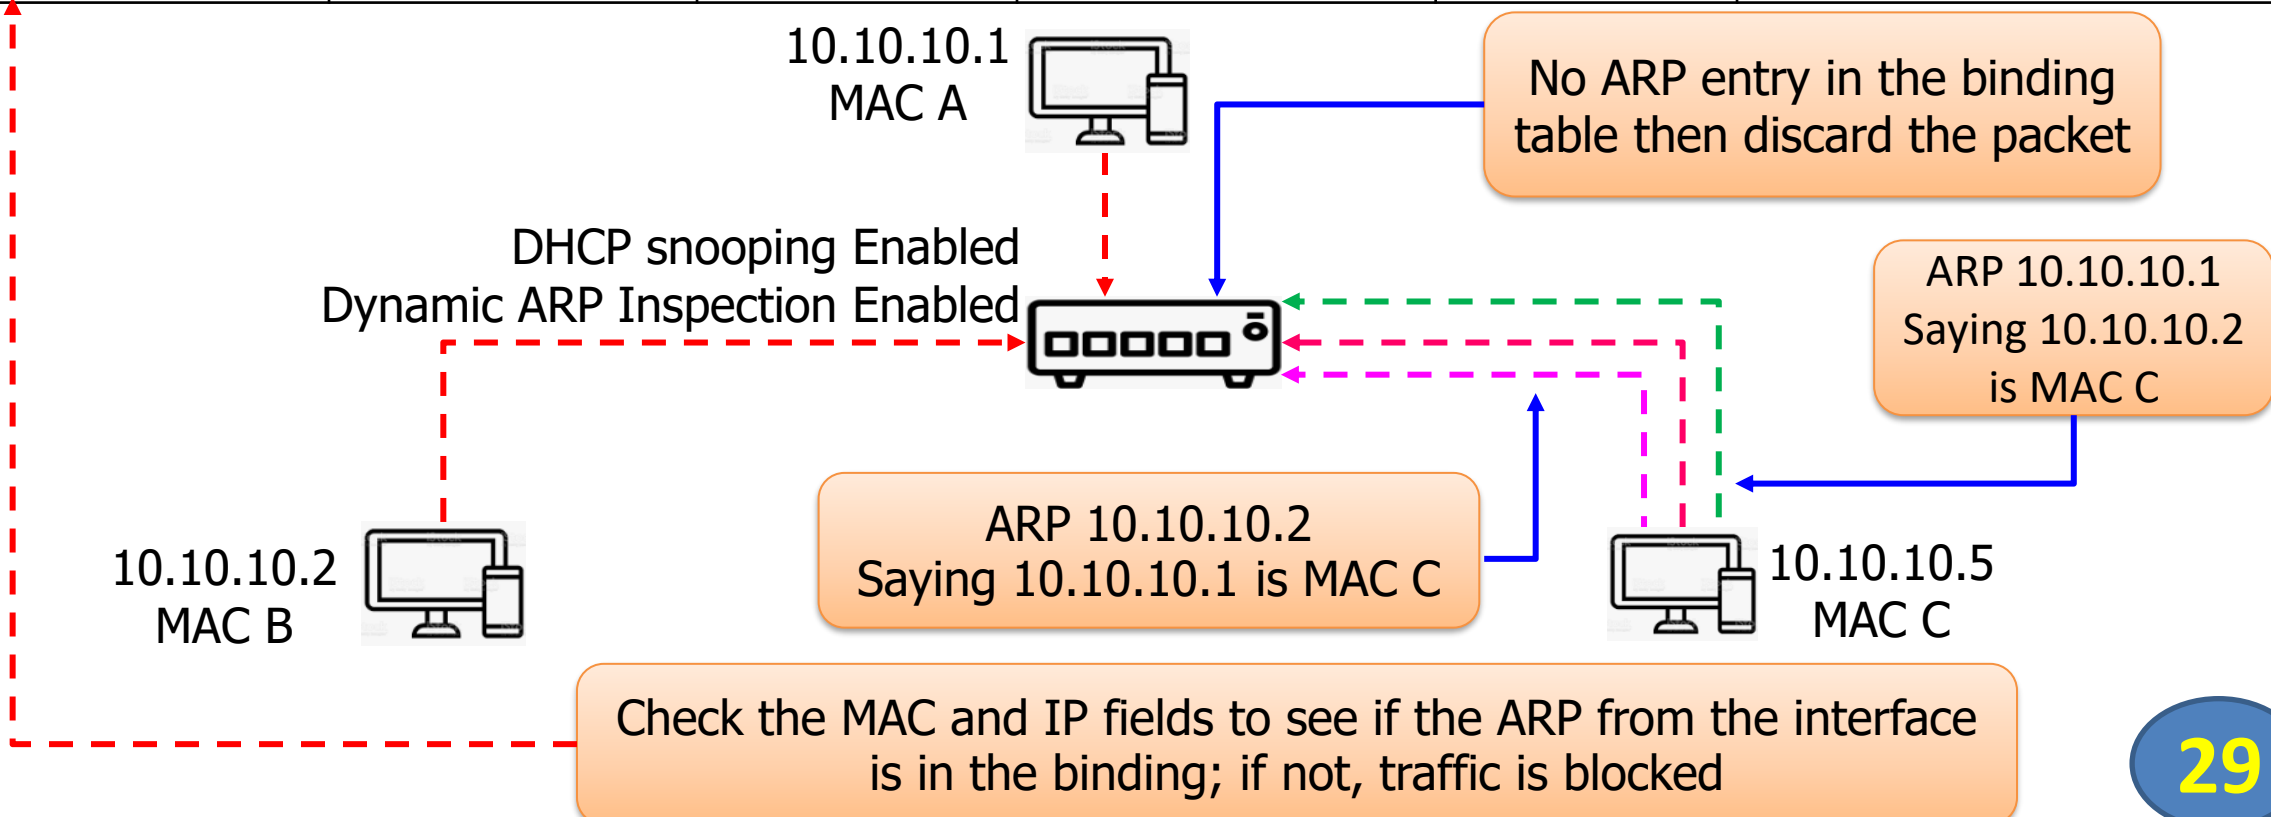 10.10.10.1
MAC A
No ARP entry in the binding
table then discard the packet
DHCP snooping Enabled
Dynamic ARP Inspection Enabled
ARP 10.10.10.1
Saying 10.10.10.2
is MAC C
10.10.10.2
MAC B
ARP 10.10.10.2
Saying 10.10.10.1 is MAC C
10.10.10.5
MAC C
Check the MAC and IP fields to see if the ARP from the interface
is in the binding; if not, traffic is blocked
29